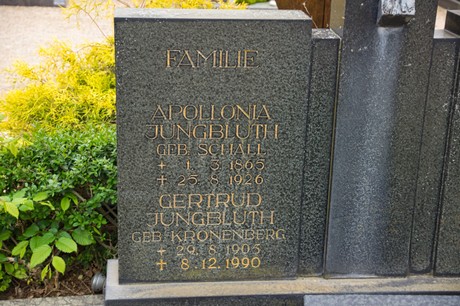 FAMILIE
APOLLONIA
JUNGBLUTH
GEB. SCHALL
+ 1. 3. 1865
+ 25. 8. 1926
GERTRUD
JUNGBLUTH
GEB. KRONENBERG
+ 29. 8. 1905
+ 8. 12. 1990